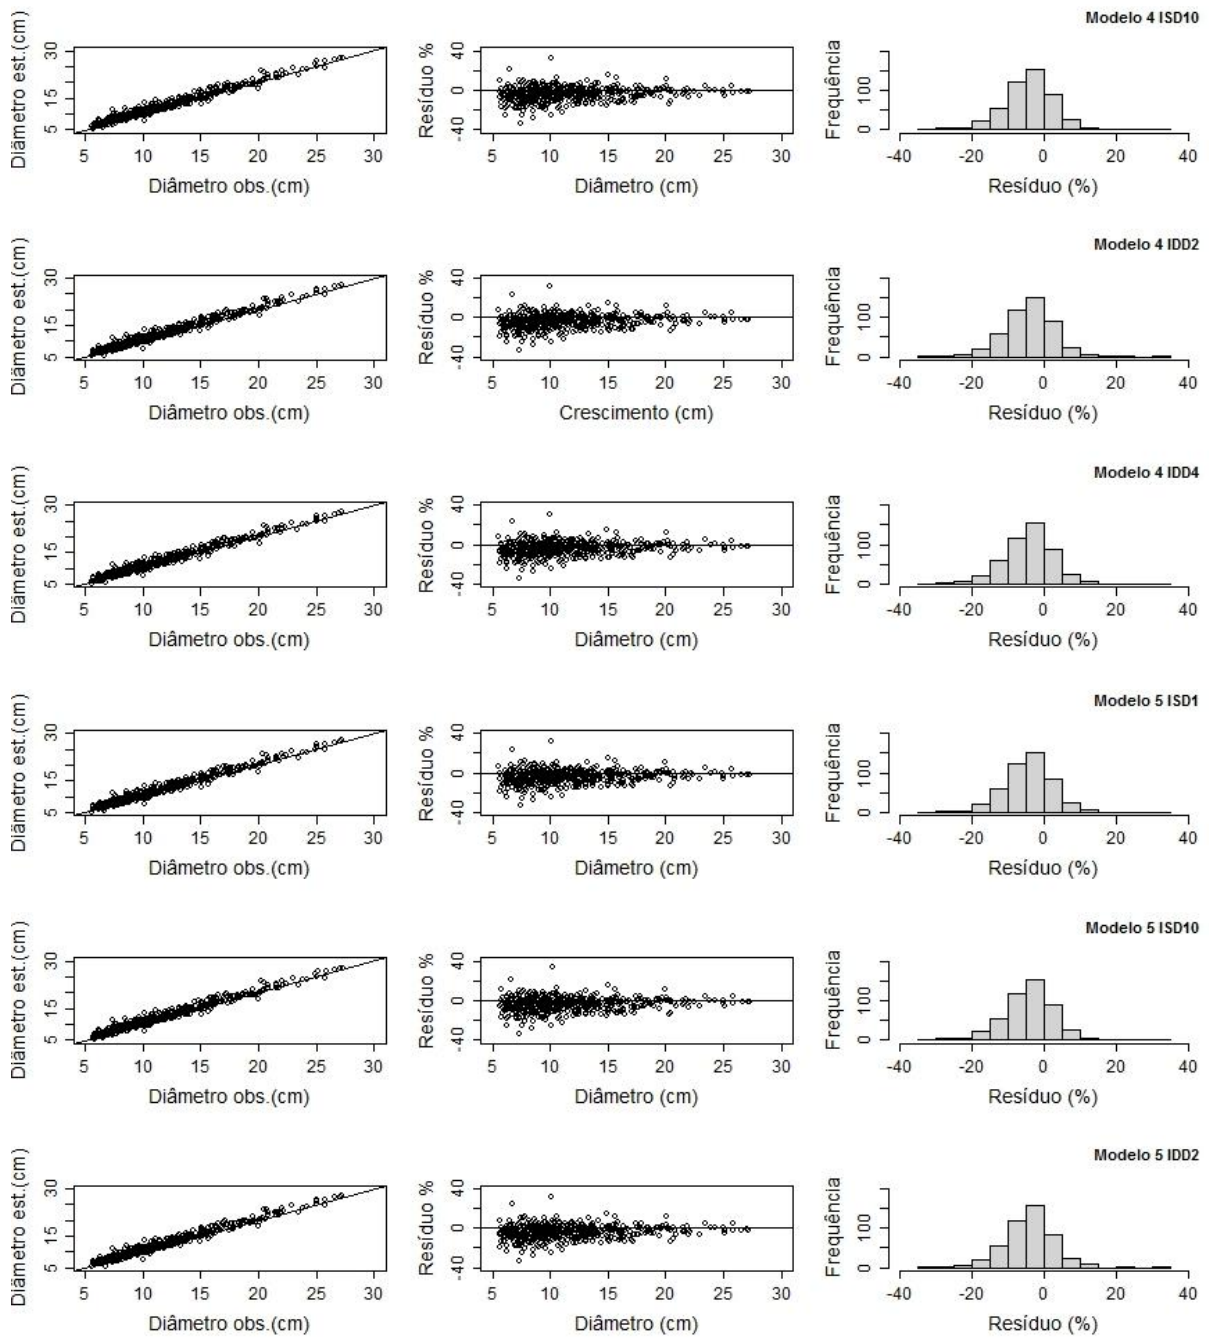 Modelo 4 ISD10
Diâmetro est.(cm)
30
15
5
5 10 15 20 25 30
Diâmetro obs.(cm)
Resíduo %
40
0
-40
5 10 15 20 25 30
Diâmetro (cm)
Frequência
100
0
-40 -20 0 20 40
Resíduo (%)
Modelo 4 IDD2
Diâmetro est.(cm)
30
15
5
5 10 15 20 25 30
Diâmetro obs.(cm)
Resíduo %
40
0
-40
5 10 15 20 25 30
Crescimento (cm)
Frequência
100
0
-40 -20 0 20 40
Resíduo (%)
Modelo 4 IDD4
Diâmetro est.(cm)
30
15
5
5 10 15 20 25 30
Diâmetro obs.(cm)
Resíduo %
40
0
-40
5 10 15 20 25 30
Diâmetro (cm)
Frequência
100
0
-40 -20 0 20 40
Resíduo (%)
Modelo 5 ISD1
Diâmetro est.(cm)
30
15
5
5 10 15 20 25 30
Diâmetro obs.(cm)
Resíduo %
40
0
-40
5 10 15 20 25 30
Diâmetro (cm)
Frequência
100
0
-40 -20 0 20 40
Resíduo (%)
Modelo 5 ISD10
Diâmetro est.(cm)
30
15
5
5 10 15 20 25 30
Diâmetro obs.(cm)
Resíduo %
40
0
-40
5 10 15 20 25 30
Diâmetro (cm)
Frequência
100
0
-40 -20 0 20 40
Resíduo (%)
Modelo 5 IDD2
Diâmetro est.(cm)
30
15
5
5 10 15 20 25 30
Diâmetro obs.(cm)
Resíduo %
40
0
-40
5 10 15 20 25 30
Diâmetro (cm)
Frequência
100
0
-40 -20 0 20 40
Resíduo (%)